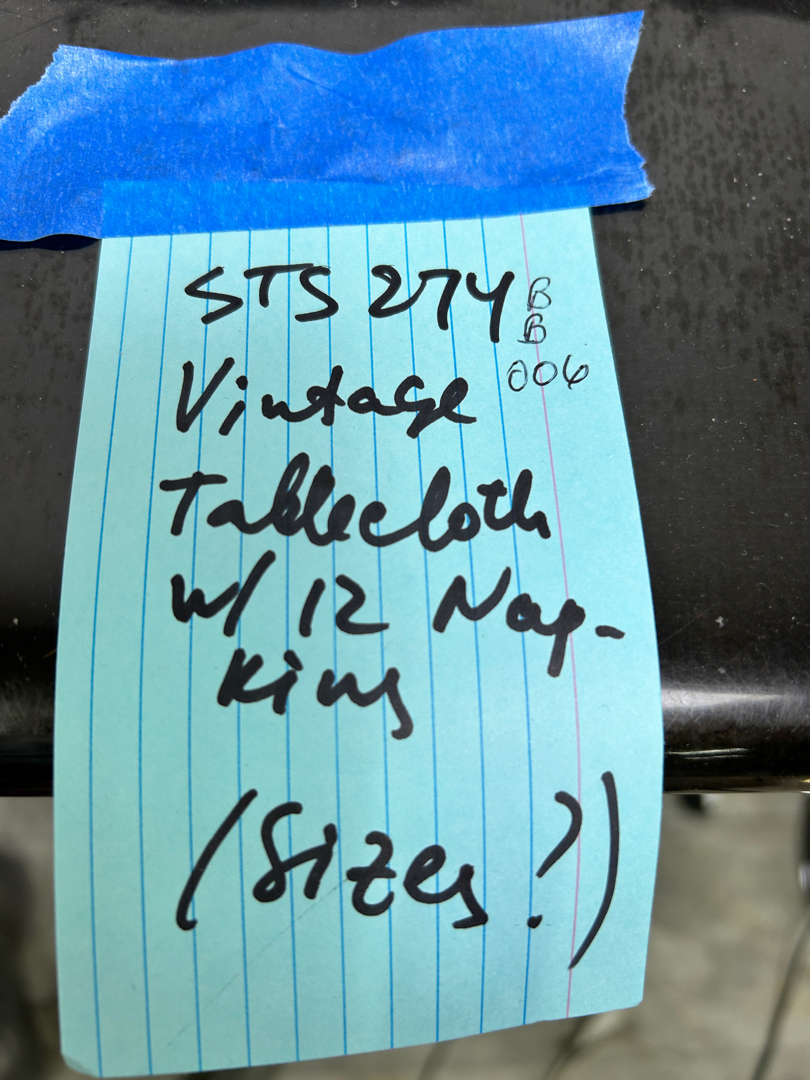 STS 274
B
B
006
Vintage
Tablecloth
w/ 12 Nap-
kins
(Sizes?)